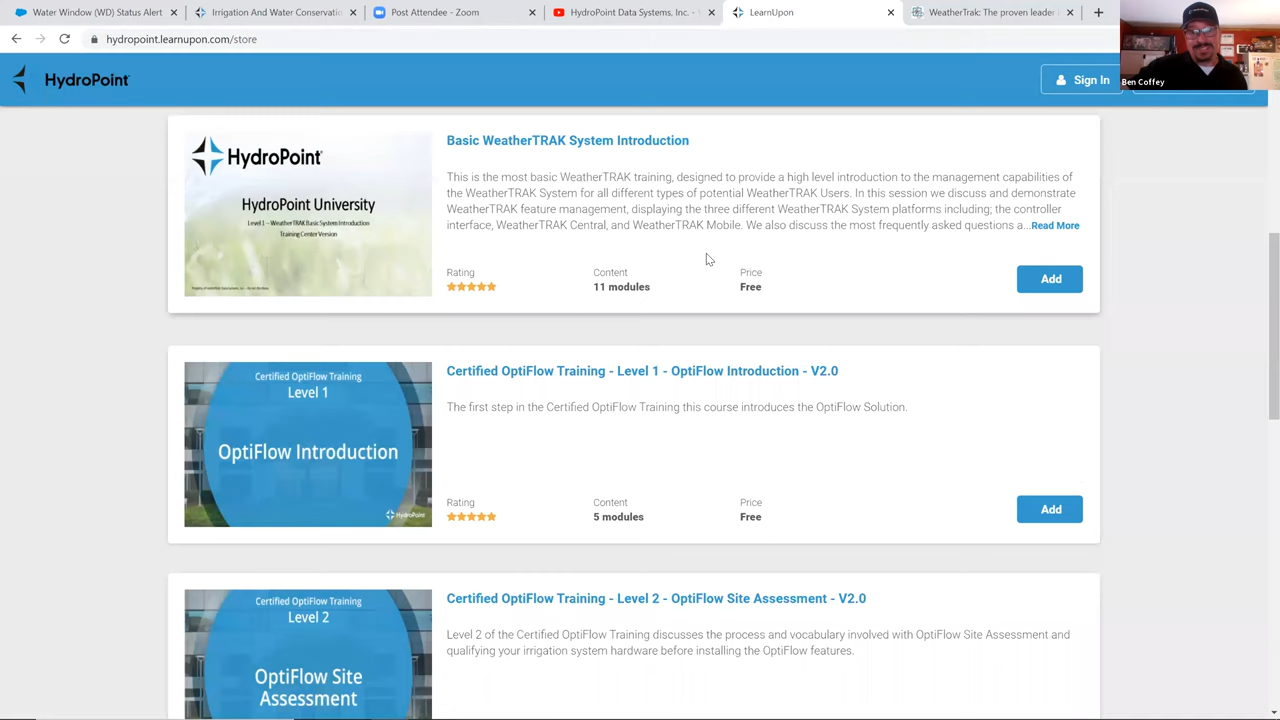 Water Window (WD) Status Alert
Irrigation And Water Conservatio
Post Attendee - Zoom
HydroPoint Data Systems, Inc. -
LearnUpon
WeatherTrak: The proven leader
hydropoint.learnupon.com/store
HydroPoint
Sign In
Ben Coffey
HydroPoint
HydroPoint University
Level 1 – WeatherTRAK Basic System Introduction
Training Center Version
Basic WeatherTRAK System Introduction
This is the most basic WeatherTRAK training, designed to provide a high level introduction to the management capabilities of
the WeatherTRAK System for all different types of potential WeatherTRAK Users. In this session we discuss and demonstrate
WeatherTRAK feature management, displaying the three different WeatherTRAK System platforms including; the controller
interface, WeatherTRAK Central, and WeatherTRAK Mobile. We also discuss the most frequently asked questions a...Read More
Rating
Content
Price
11 modules
Free
Add
Certified OptiFlow Training
Level 1
OptiFlow Introduction
HydroPoint
Certified OptiFlow Training - Level 1 - OptiFlow Introduction - V2.0
The first step in the Certified OptiFlow Training this course introduces the OptiFlow Solution.
Rating
Content
Price
5 modules
Free
Add
Certified OptiFlow Training
Level 2
OptiFlow Site
Assessment
Certified OptiFlow Training - Level 2 - OptiFlow Site Assessment - V2.0
Level 2 of the Certified OptiFlow Training discusses the process and vocabulary involved with OptiFlow Site Assessment and
qualifying your irrigation system hardware before installing the OptiFlow features.